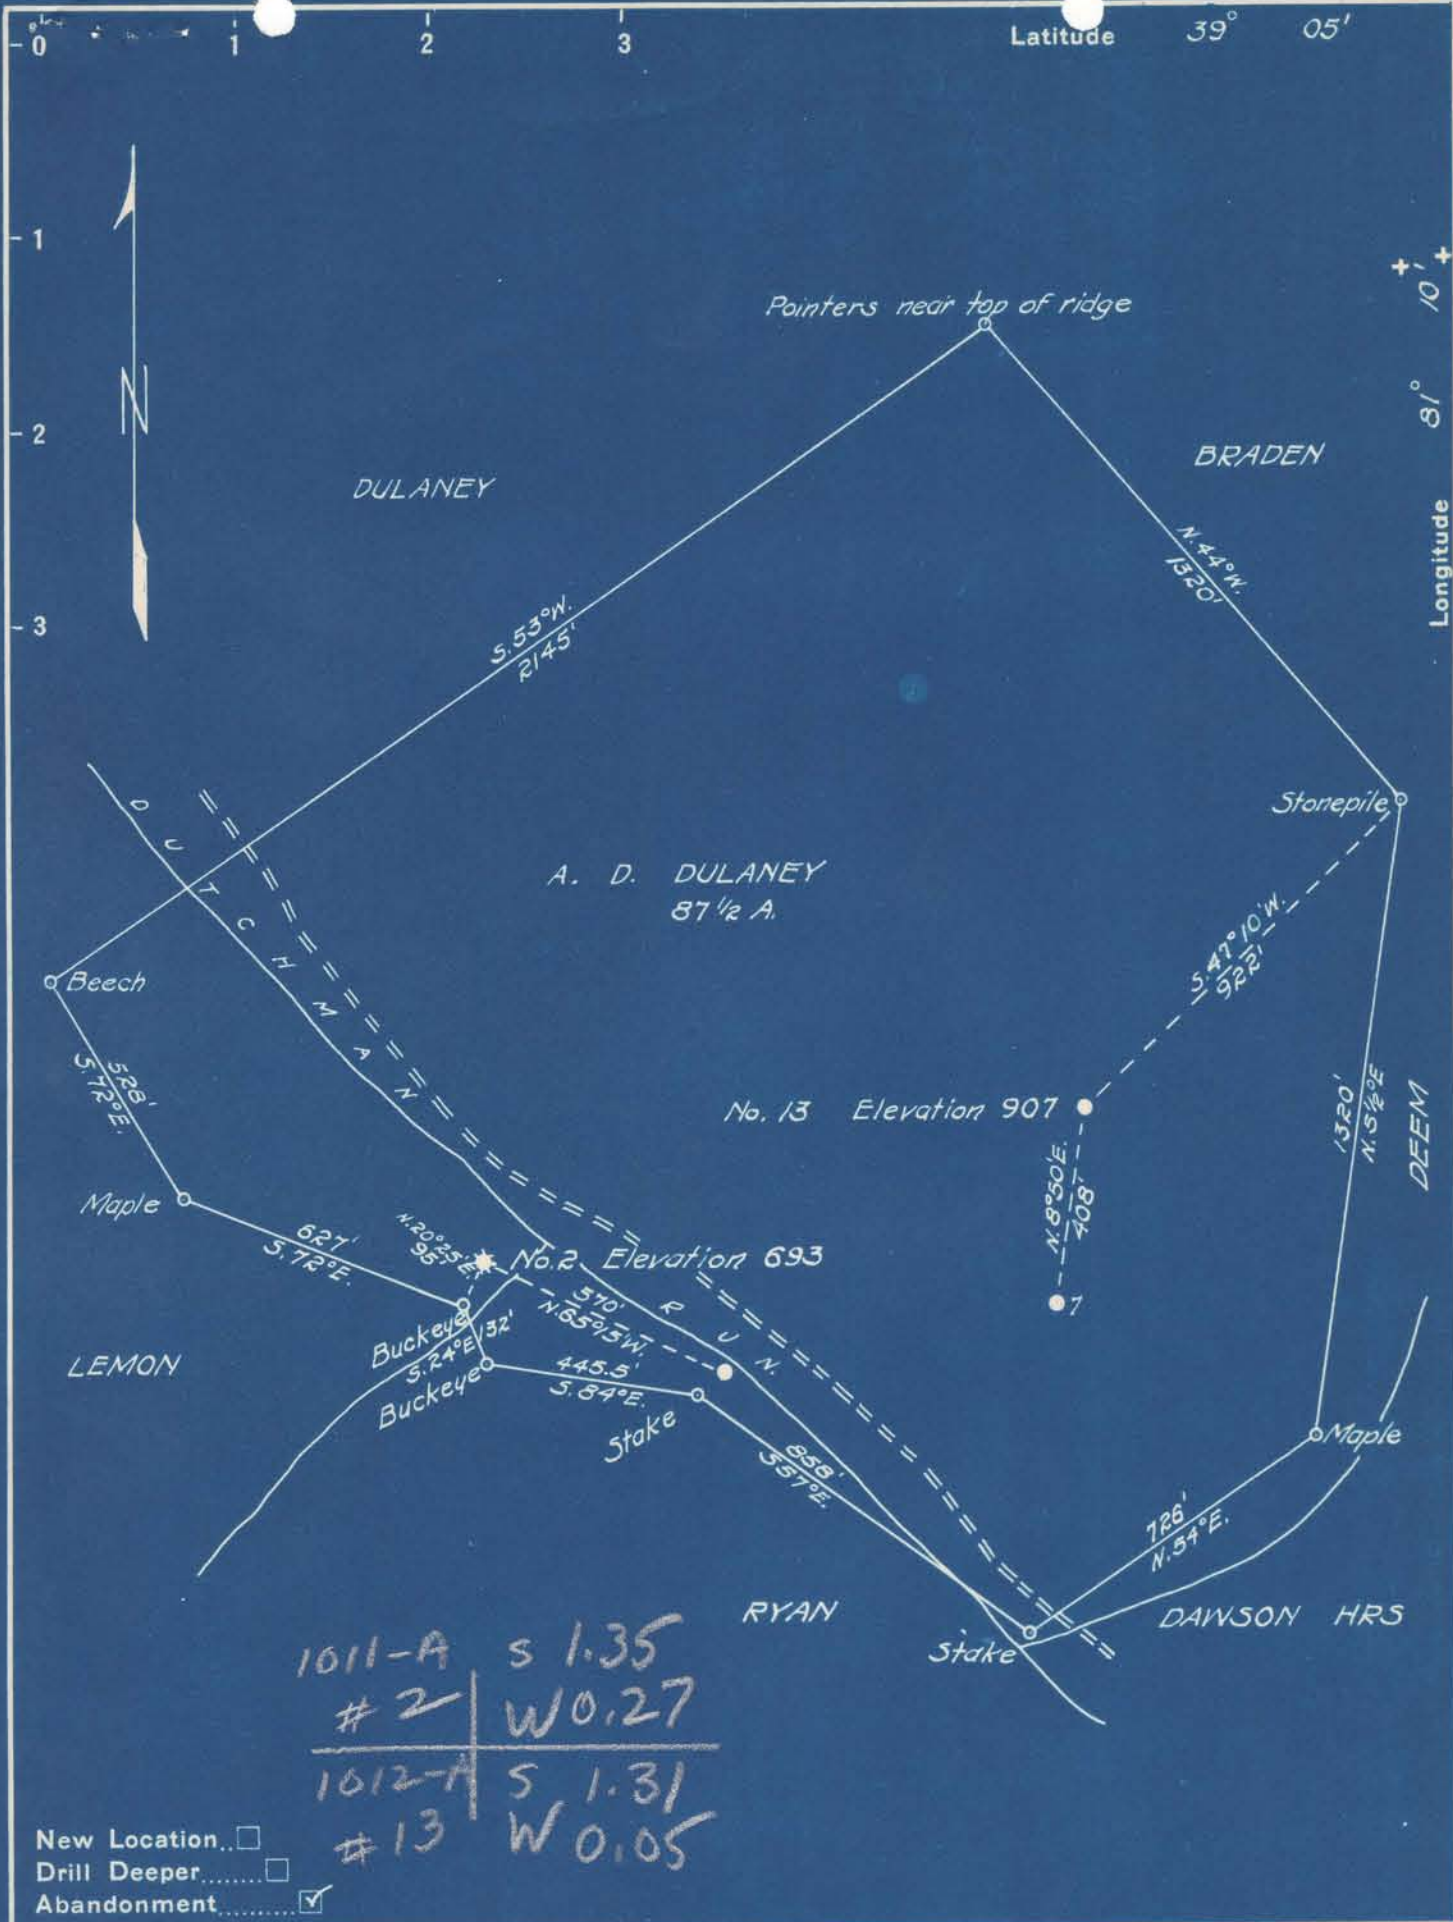 0 1 2 3
Latitude 39° 05'
1
2
3
Longitude 81° 10'
N
Pointers near top of ridge
BRADEN
DULANEY
N. 44° W.
1320'
S. 53° W.
2145'
Stonepile
DUTCHMAN RUN
A. D. DULANEY
87 1/2 A.
S. 47° 10' W.
922'
Beech
528'
S. 72° E.
No. 13 Elevation 907
1320'
N. 5 1/2° E
DEEM
N. 8° 50' E.
408'
Maple
627'
S. 72° E.
N. 20° 25' E.
95'
No. 2 Elevation 693
570'
N. 65° 15' W.
7
Buckeye
S. 24° E 132'
LEMON
Buckeye
445.5'
S. 84° E.
Stake
Maple
858'
S 57° E.
726'
N. 54° E.
RYAN
DAWSON HRS
Stake
1011-A S 1.35
# 2 W 0.27
1012-A S 1.31
# 13 W 0.05
New Location..
Drill Deeper........
Abandonment.......... ✓